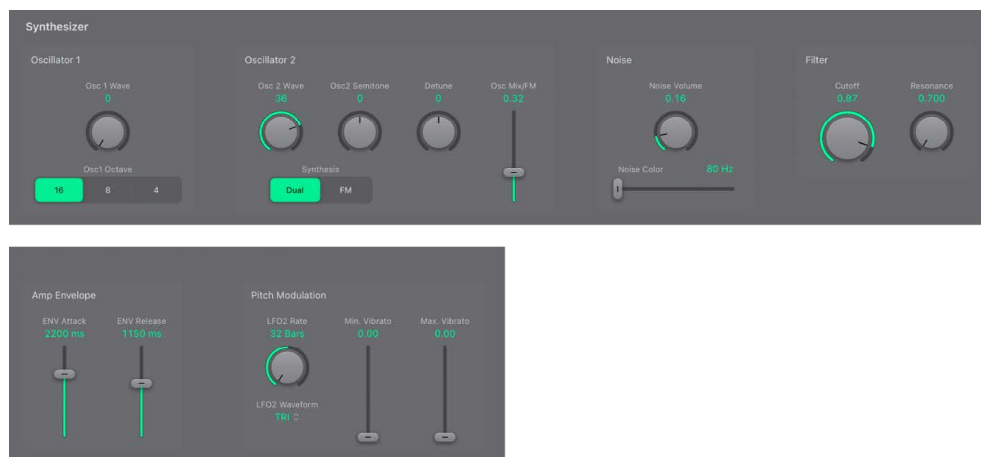 Synthesizer
Oscillator 1
Osc 1 Wave
0
Osc1 Octave
16 8 4
Oscillator 2
Osc 2 Wave Osc2 Semitone Detune Osc Mix/FM
36 0 0 0.32
Synthesis
Dual FM
Noise
Noise Volume
0.16
Noise Color 80 Hz
Filter
Cutoff Resonance
0.87 0.700
Amp Envelope
ENV Attack ENV Release
2200 ms 1150 ms
Pitch Modulation
LFO2 Rate Min. Vibrato Max. Vibrato
32 Bars 0.00 0.00
LFO2 Waveform
TRI